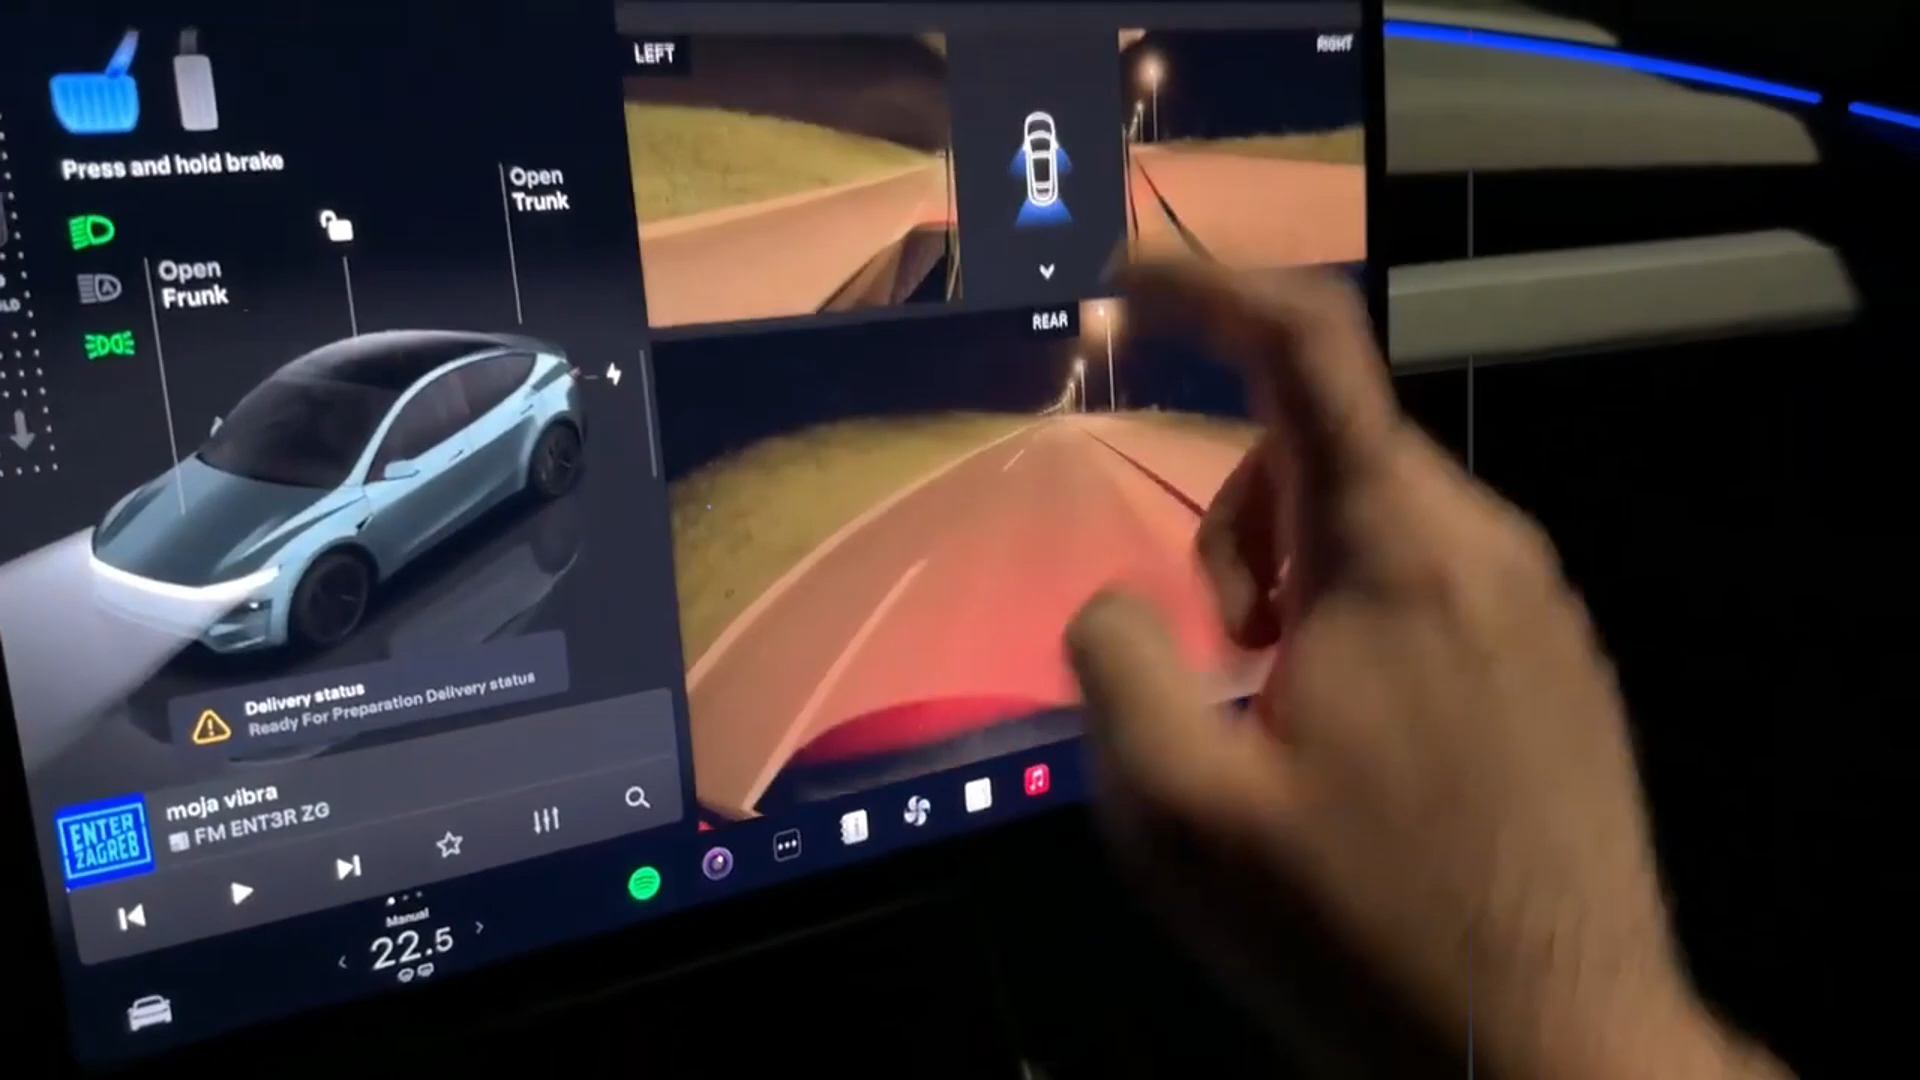 Press and hold brake
Open
Frunk
Open
Trunk
LEFT
RIGHT
REAR
Delivery status
Ready For Preparation Delivery status
ENTER
ZAGREB
moja vibra
FM ENT3R ZG
Manual
22.5